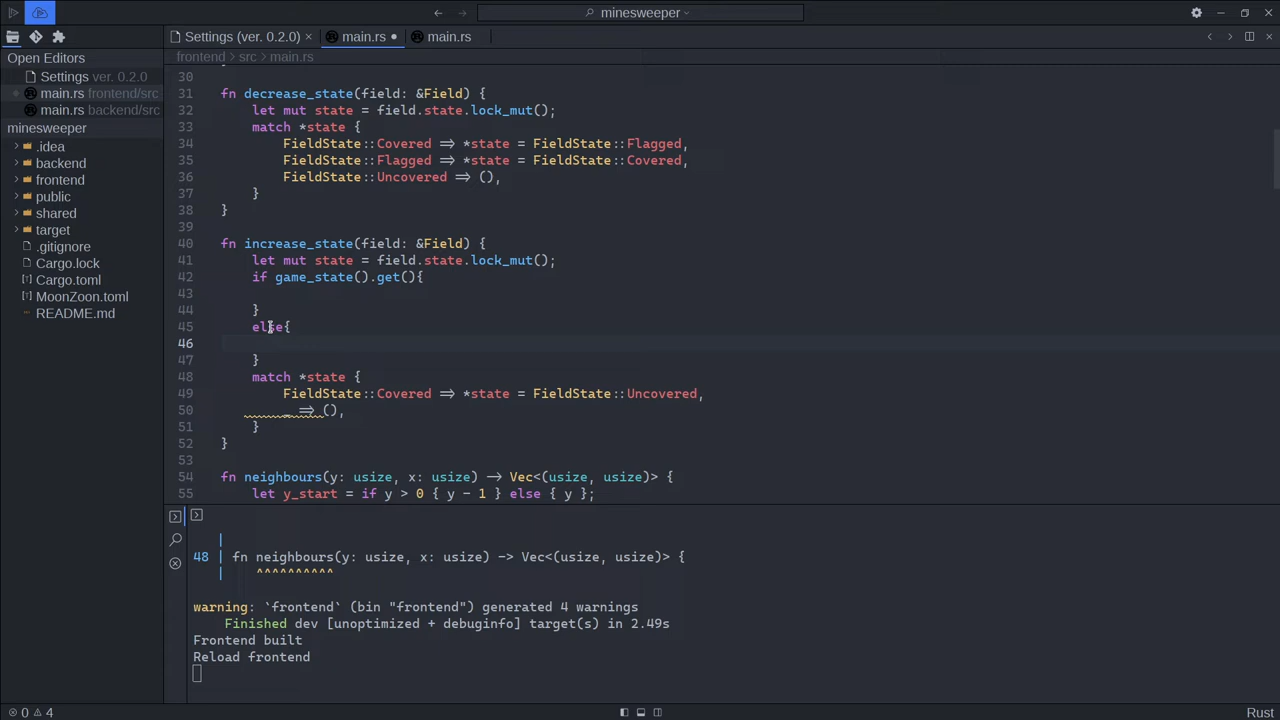 minesweeper
Settings (ver. 0.2.0) × main.rs ● main.rs
Open Editors
Settings ver. 0.2.0
main.rs frontend/src
main.rs backend/src
minesweeper
.idea
backend
frontend
public
shared
target
.gitignore
Cargo.lock
Cargo.toml
MoonZoon.toml
README.md
frontend › src › main.rs
30 }
31 fn decrease_state(field: &Field) {
32     let mut state = field.state.lock_mut();
33     match *state {
34         FieldState::Covered => *state = FieldState::Flagged,
35         FieldState::Flagged => *state = FieldState::Covered,
36         FieldState::Uncovered => (),
37     }
38 }
39
40 fn increase_state(field: &Field) {
41     let mut state = field.state.lock_mut();
42     if game_state().get(){
43
44     }
45     else{
46
47     }
48     match *state {
49         FieldState::Covered => *state = FieldState::Uncovered,
50         _ => (),
51     }
52 }
53
54 fn neighbours(y: usize, x: usize) -> Vec<(usize, usize)> {
55     let y_start = if y > 0 { y - 1 } else { y };
|
48 | fn neighbours(y: usize, x: usize) -> Vec<(usize, usize)> {
|    ^^^^^^^^^^
warning: `frontend` (bin "frontend") generated 4 warnings
Finished dev [unoptimized + debuginfo] target(s) in 2.49s
Frontend built
Reload frontend
0 4 Rust